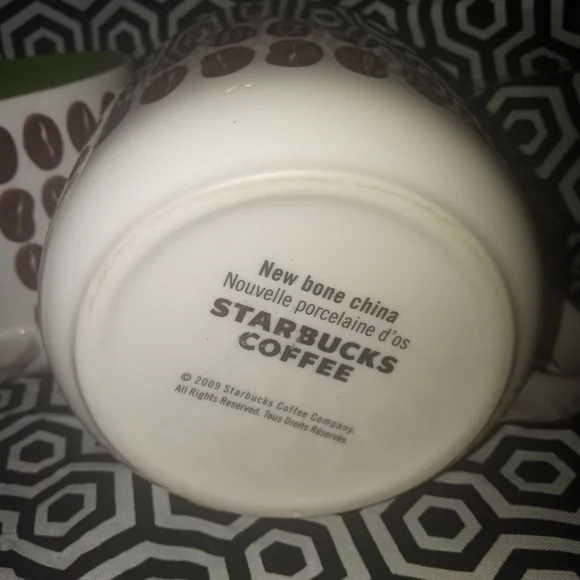 New bone china
Nouvelle porcelaine d'os
STARBUCKS
COFFEE
© 2009 Starbucks Coffee Company.
All Rights Reserved. Tous Droits Réservés.